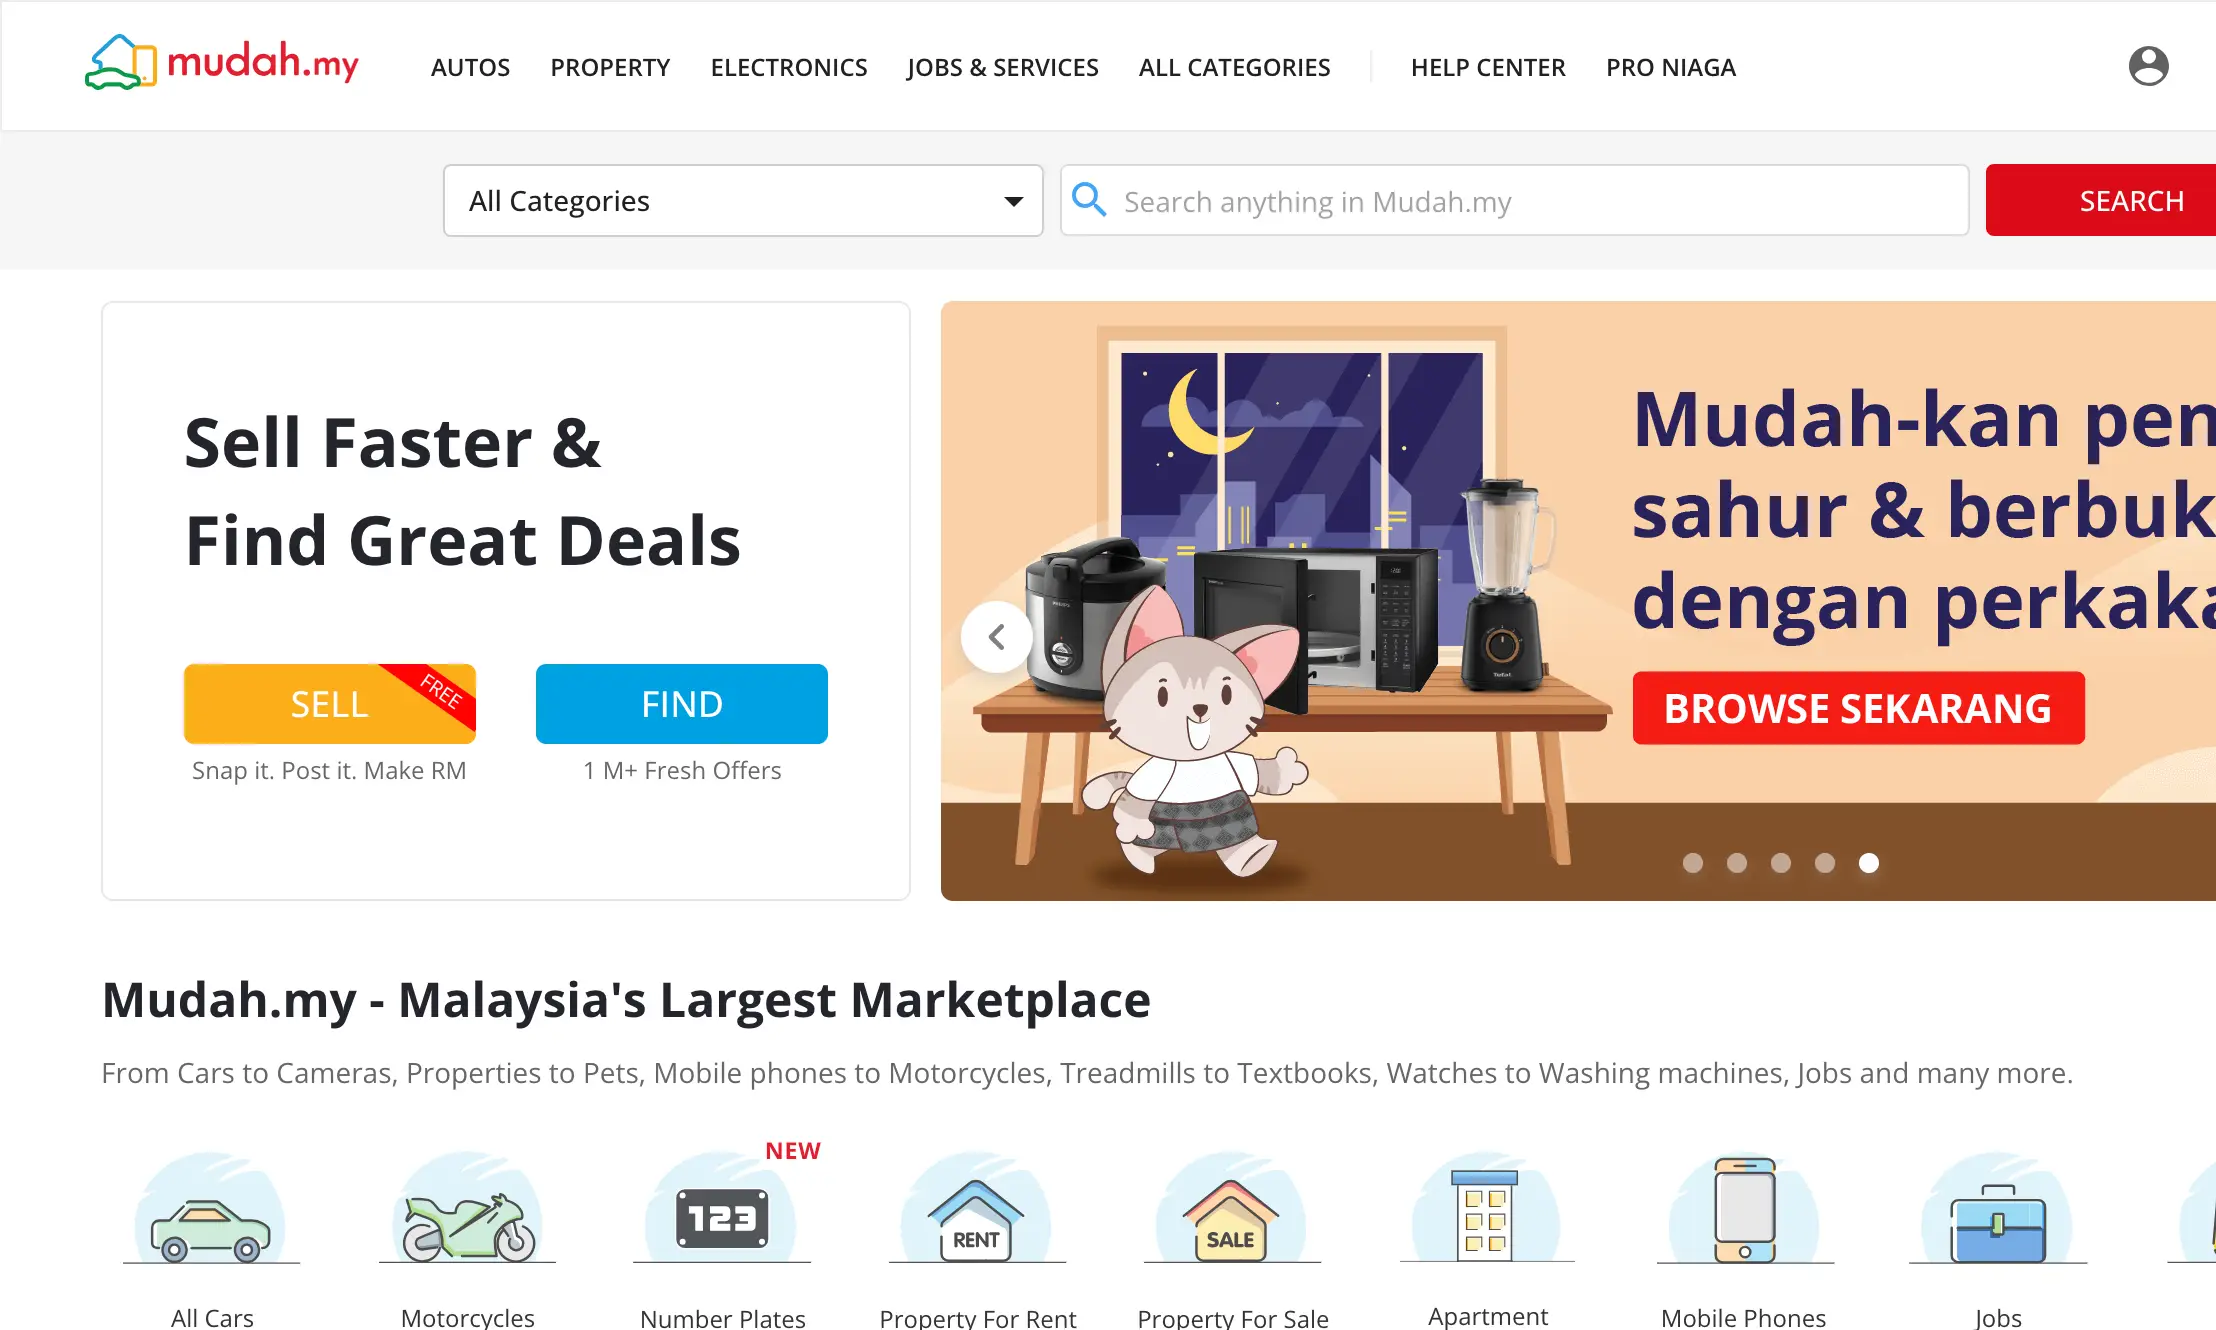 mudah.my
AUTOS PROPERTY ELECTRONICS JOBS & SERVICES ALL CATEGORIES HELP CENTER PRO NIAGA
All Categories
Search anything in Mudah.my
SEARCH
Sell Faster &
Find Great Deals
SELL
FREE
FIND
Snap it. Post it. Make RM
1 M+ Fresh Offers
Mudah-kan pen
sahur & berbuk
dengan perkaka
BROWSE SEKARANG
PHILIPS
Tefal
Mudah.my - Malaysia's Largest Marketplace
From Cars to Cameras, Properties to Pets, Mobile phones to Motorcycles, Treadmills to Textbooks, Watches to Washing machines, Jobs and many more.
NEW
123
RENT
SALE
All Cars
Motorcycles
Number Plates
Property For Rent
Property For Sale
Apartment
Mobile Phones
Jobs